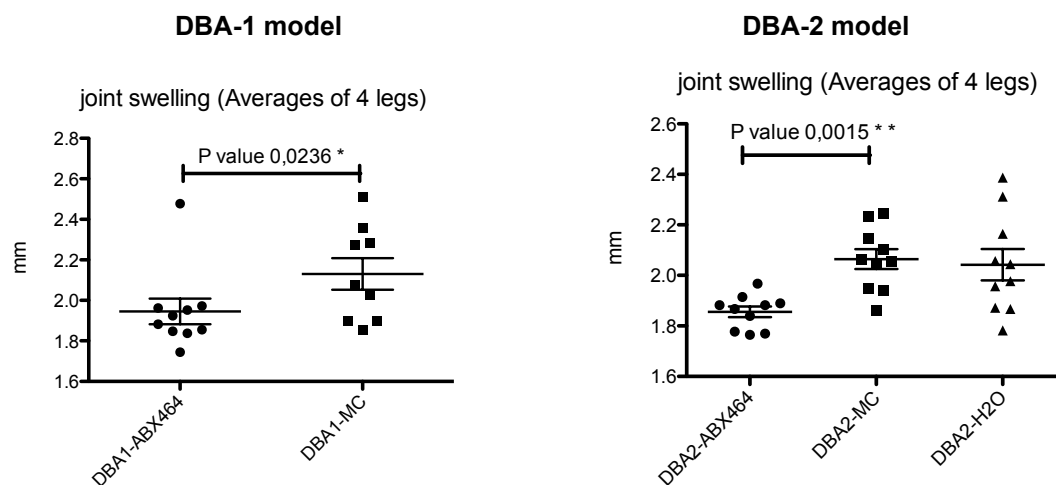 DBA-1 model
joint swelling (Averages of 4 legs)
P value 0,0236 *
2.8
2.6
2.4
2.2
2.0
1.8
1.6
mm
DBA1-ABX464
DBA1-MC
DBA-2 model
joint swelling (Averages of 4 legs)
P value 0,0015 * *
2.6
2.4
2.2
2.0
1.8
1.6
mm
DBA2-ABX464
DBA2-MC
DBA2-H2O